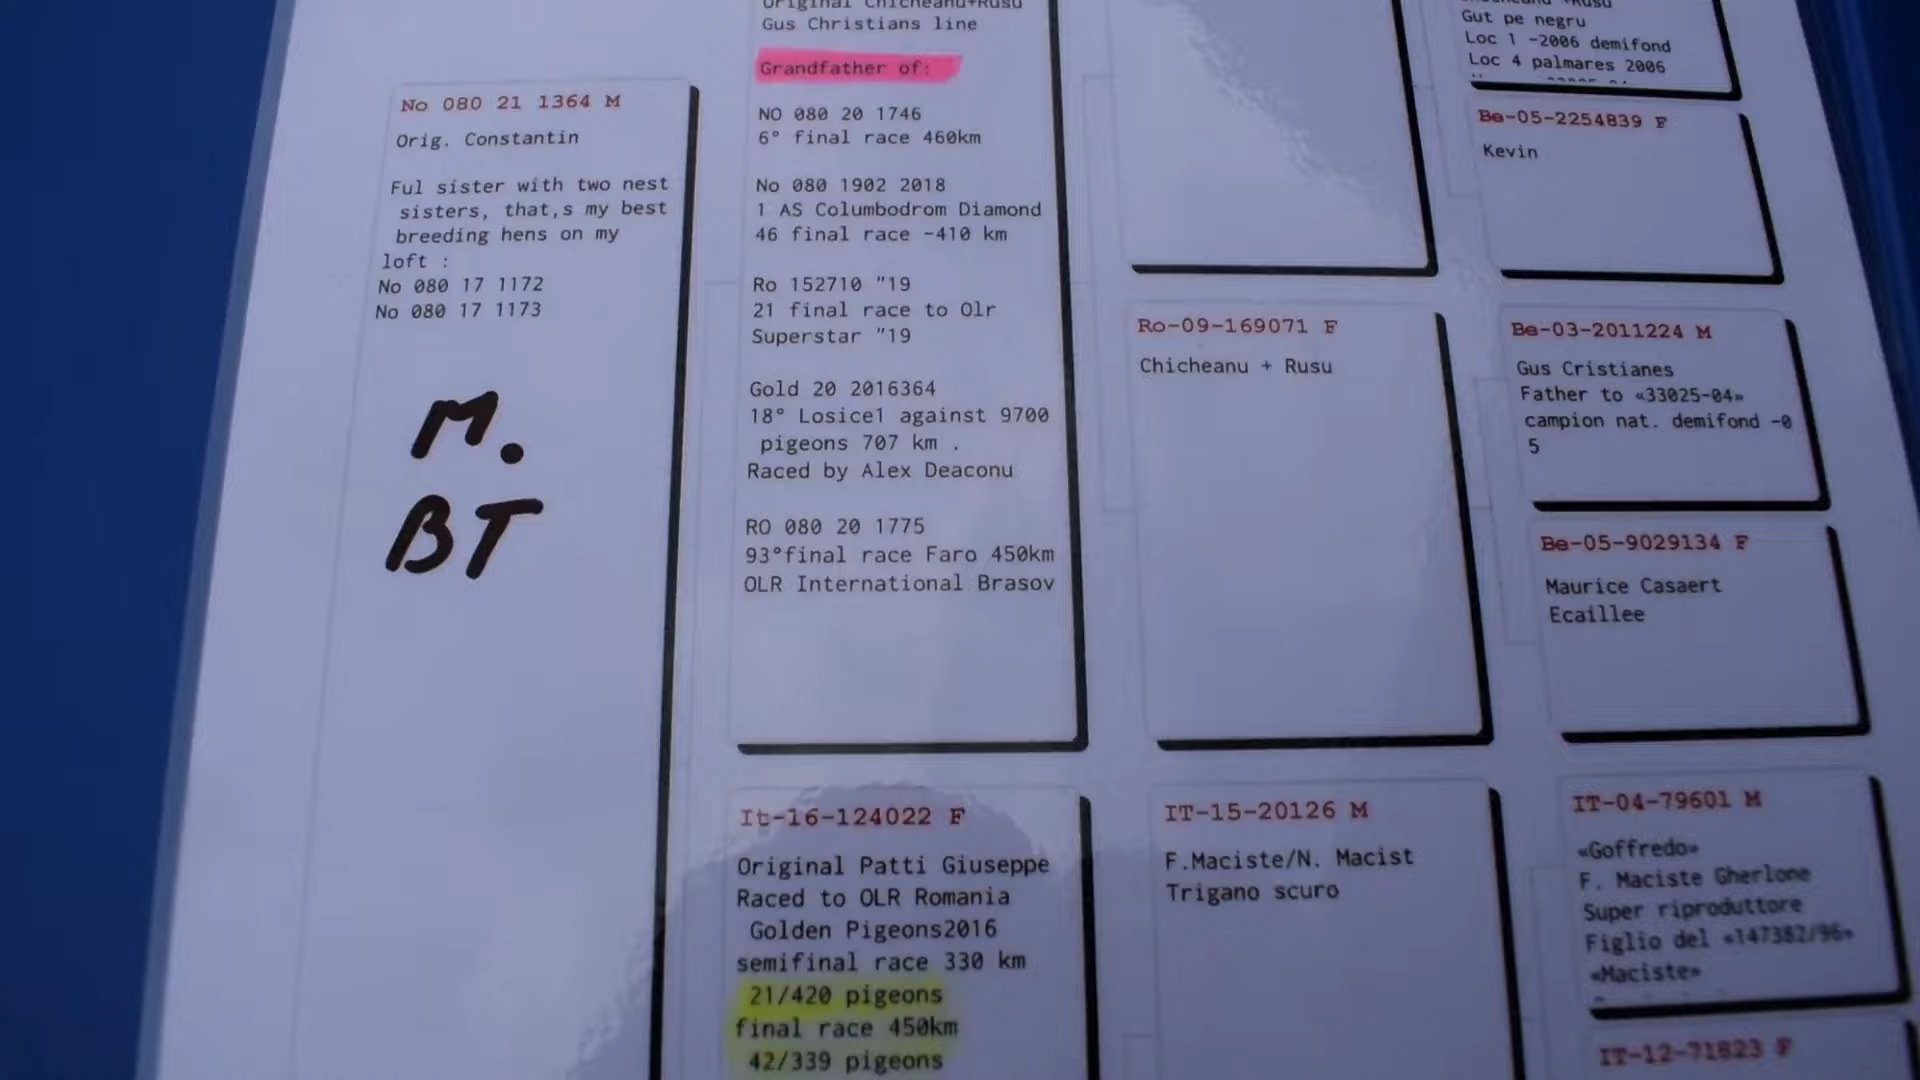 No 080 21 1364 M
Orig. Constantin
Ful sister with two nest
sisters, that,s my best
breeding hens on my
loft :
No 080 17 1172
No 080 17 1173
M.
BT
Original Chicheanu+Rusu
Gus Christians line
Grandfather of:
NO 080 20 1746
6° final race 460km
No 080 1902 2018
1 AS Columbodrom Diamond
46 final race -410 km
Ro 152710 "19
21 final race to Olr
Superstar "19
Gold 20 2016364
18° Losice1 against 9700
pigeons 707 km .
Raced by Alex Deaconu
RO 080 20 1775
93°final race Faro 450km
OLR International Brasov
It-16-124022 F
Original Patti Giuseppe
Raced to OLR Romania
Golden Pigeons2016
semifinal race 330 km
21/420 pigeons
final race 450km
42/339 pigeons
Ro-09-169071 F
Chicheanu + Rusu
IT-15-20126 M
F.Maciste/N. Macist
Trigano scuro
+Rusu
Gut pe negru
Loc 1 -2006 demifond
Loc 4 palmares 2006
Be-05-2254839 F
Kevin
Be-03-2011224 M
Gus Cristianes
Father to «33025-04»
campion nat. demifond -0
5
Be-05-9029134 F
Maurice Casaert
Ecaillee
IT-04-79601 M
«Goffredo»
F. Maciste Gherlone
Super riproduttore
Figlio del «147382/96»
«Maciste»
IT-12-71823 F